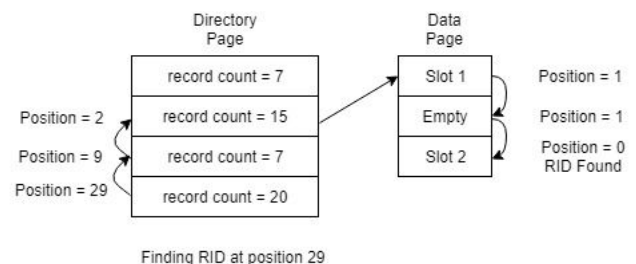 Directory
Page
Data
Page
record count = 7
Slot 1
Position = 1
Position = 2
record count = 15
Empty
Position = 1
Position = 9
record count = 7
Slot 2
Position = 0
RID Found
Position = 29
record count = 20
Finding RID at position 29